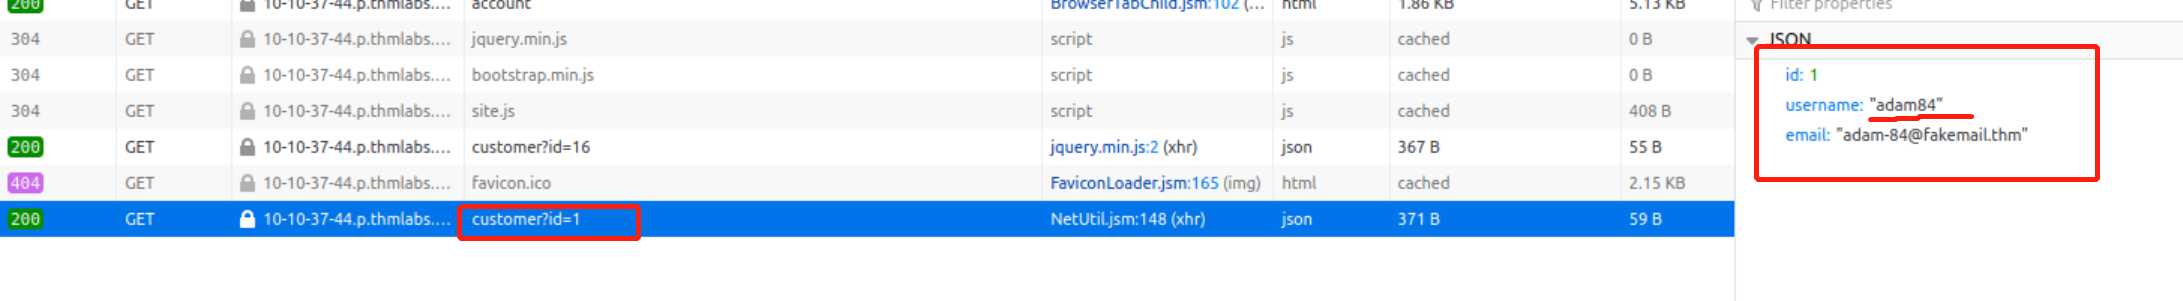 200 GET 10-10-37-44.p.thmlabs.… account BrowserTabChild.jsm:102 (… html 1.86 KB 5.13 KB
Filter properties
304 GET 10-10-37-44.p.thmlabs.… jquery.min.js script js cached 0 B
JSON
304 GET 10-10-37-44.p.thmlabs.… bootstrap.min.js script js cached 0 B
id: 1
304 GET 10-10-37-44.p.thmlabs.… site.js script js cached 408 B
username: "adam84"
200 GET 10-10-37-44.p.thmlabs.… customer?id=16 jquery.min.js:2 (xhr) json 367 B 55 B
email: "adam-84@fakemail.thm"
404 GET 10-10-37-44.p.thmlabs.… favicon.ico FaviconLoader.jsm:165 (img) html cached 2.15 KB
200 GET 10-10-37-44.p.thmlabs.… customer?id=1 NetUtil.jsm:148 (xhr) json 371 B 59 B